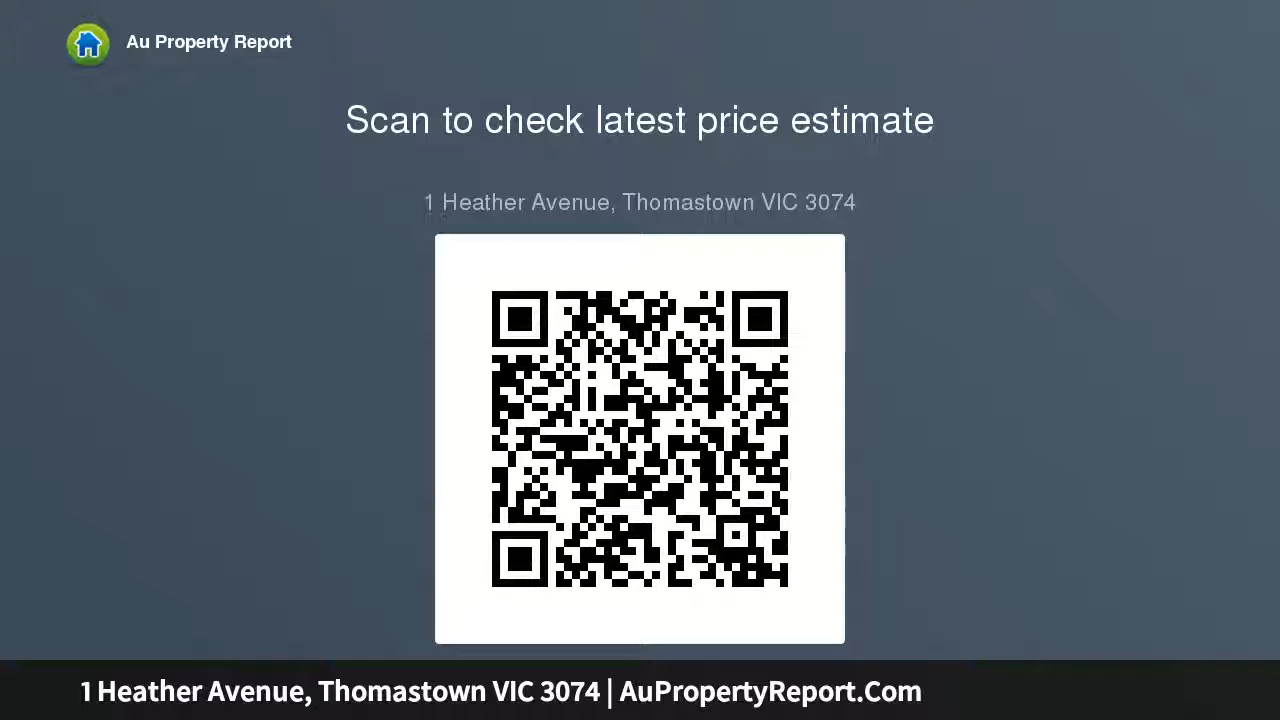 Au Property Report
Scan to check latest price estimate
1 Heather Avenue, Thomastown VIC 3074
1 Heather Avenue, Thomastown VIC 3074 | AuPropertyReport.Com